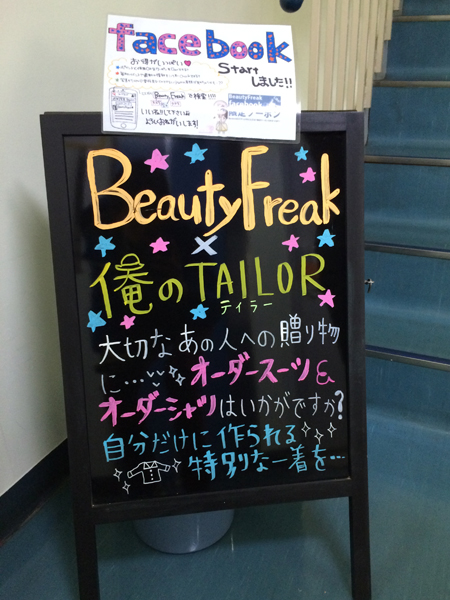 facebook
Start
しました!!
BeautyFreak
×
俺のTAILOR
テイラー
大切なあの人への贈り物
に… オーダースーツ&
オーダーシャツはいかがですか?
自分だけに作られる
特別な一着を…